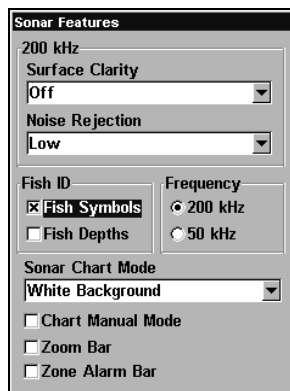 Sonar Features
200 kHz
Surface Clarity
Off
Noise Rejection
Low
Fish ID
Fish Symbols
Fish Depths
Frequency
200 kHz
50 kHz
Sonar Chart Mode
White Background
Chart Manual Mode
Zoom Bar
Zone Alarm Bar